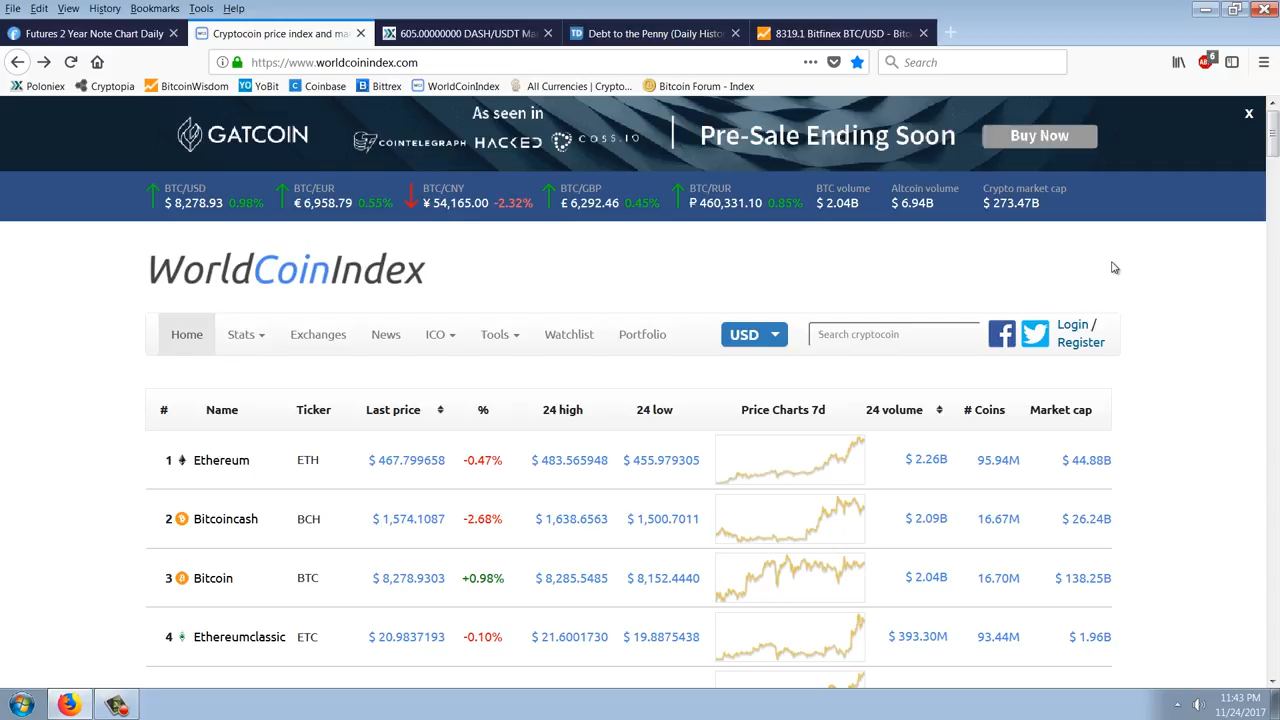 File Edit View History Bookmarks Tools Help
Futures 2 Year Note Chart Daily
Cryptocoin price index and ma
605.00000000 DASH/USDT Ma
Debt to the Penny (Daily Histor
8319.1 Bitfinex BTC/USD - Bitc
https://www.worldcoinindex.com
Search
6
Poloniex Cryptopia BitcoinWisdom YoBit Coinbase Bittrex WorldCoinIndex All Currencies | Crypto... Bitcoin Forum - Index
GATCOIN
As seen in
COINTELEGRAPH HACKED COSS.IO
Pre-Sale Ending Soon
Buy Now
X
BTC/USD BTC/EUR BTC/CNY BTC/GBP BTC/RUR BTC volume Altcoin volume Crypto market cap
$ 8,278.93 0.98% € 6,958.79 0.55% ¥ 54,165.00 -2.32% £ 6,292.46 0.45% ₽ 460,331.10 0.85% $ 2.04B $ 6.94B $ 273.47B
WorldCoinIndex
Home Stats Exchanges News ICO Tools Watchlist Portfolio
USD
Search cryptocoin
Login /
Register
# Name Ticker Last price % 24 high 24 low Price Charts 7d 24 volume # Coins Market cap
1 Ethereum ETH $ 467.799658 -0.47% $ 483.565948 $ 455.979305 $ 2.26B 95.94M $ 44.88B
2 Bitcoincash BCH $ 1,574.1087 -2.68% $ 1,638.6563 $ 1,500.7011 $ 2.09B 16.67M $ 26.24B
3 Bitcoin BTC $ 8,278.9303 +0.98% $ 8,285.5485 $ 8,152.4440 $ 2.04B 16.70M $ 138.25B
4 Ethereumclassic ETC $ 20.9837193 -0.10% $ 21.6001730 $ 19.8875438 $ 393.30M 93.44M $ 1.96B
11:43 PM
11/24/2017